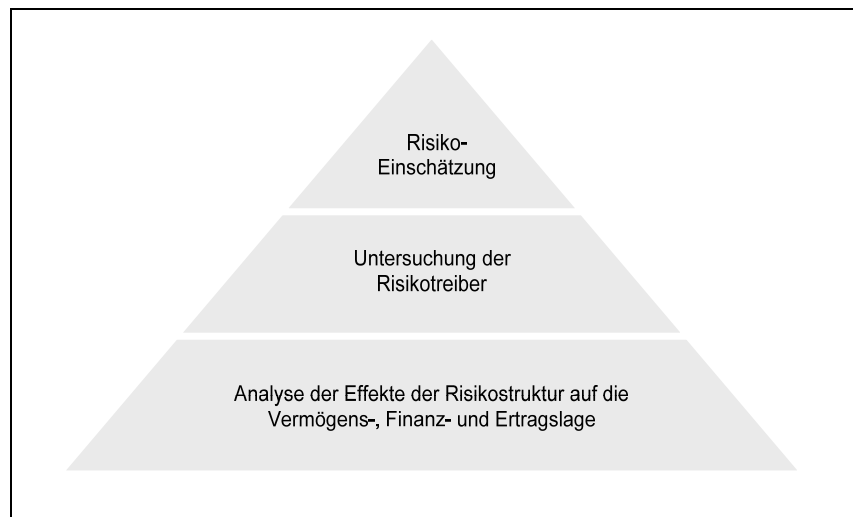 Risiko-
Einschätzung
Untersuchung der
Risikotreiber
Analyse der Effekte der Risikostruktur auf die
Vermögens-, Finanz- und Ertragslage